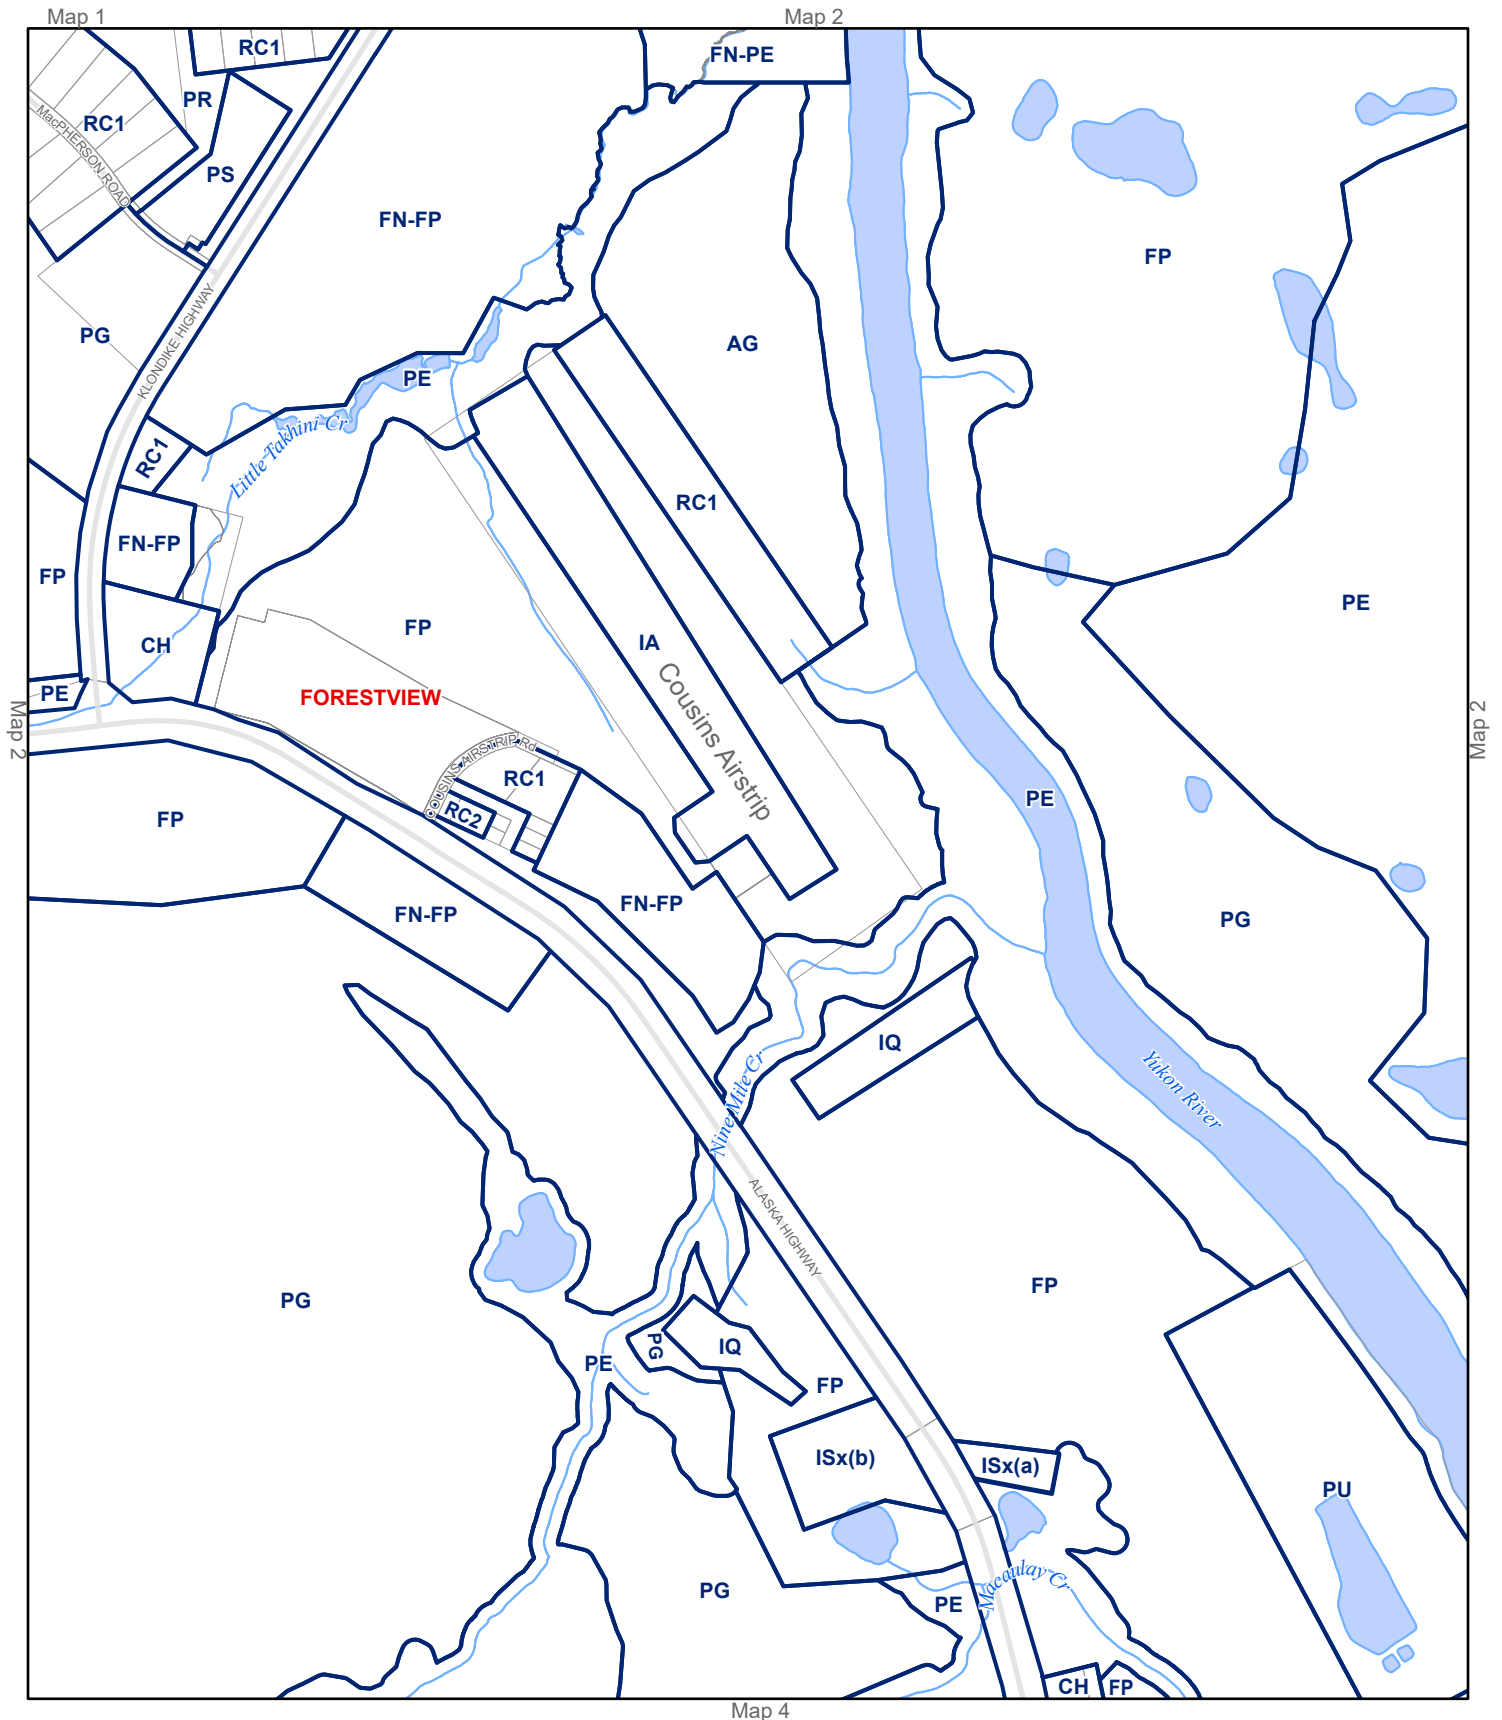 Map 1
Map 2
RC1
FN-PE
PR
RC1
MacPHERSON ROAD
PS
FN-FP
FP
PG
KLONDIKE HIGHWAY
AG
PE
Little Takhini Cr
RC1
RC1
FN-FP
FP
PE
FP
CH
IA
Cousins Airstrip
PE
FORESTVIEW
Map 2
Map 2
COUSINS AIRSTRIP Rd
RC1
RC2
PE
FP
FN-FP
FN-FP
PG
IQ
Nine Mile Cr
Yukon River
ALASKA HIGHWAY
FP
PG
PG
IQ
PE
FP
ISx(b)
ISx(a)
PU
Macaulay Cr
PG
PE
CH
FP
Map 4